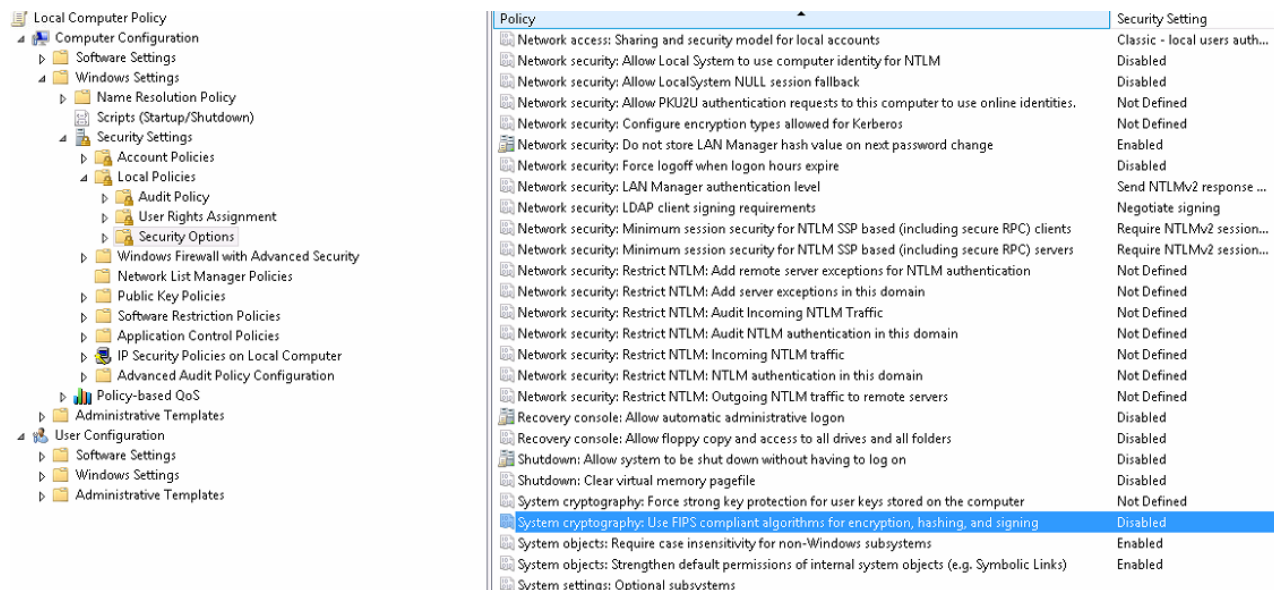 Local Computer Policy
Computer Configuration
Software Settings
Windows Settings
Name Resolution Policy
Scripts (Startup/Shutdown)
Security Settings
Account Policies
Local Policies
Audit Policy
User Rights Assignment
Security Options
Windows Firewall with Advanced Security
Network List Manager Policies
Public Key Policies
Software Restriction Policies
Application Control Policies
IP Security Policies on Local Computer
Advanced Audit Policy Configuration
Policy-based QoS
Administrative Templates
User Configuration
Software Settings
Windows Settings
Administrative Templates
Policy Security Setting
Network access: Sharing and security model for local accounts Classic - local users auth...
Network security: Allow Local System to use computer identity for NTLM Disabled
Network security: Allow LocalSystem NULL session fallback Disabled
Network security: Allow PKU2U authentication requests to this computer to use online identities. Not Defined
Network security: Configure encryption types allowed for Kerberos Not Defined
Network security: Do not store LAN Manager hash value on next password change Enabled
Network security: Force logoff when logon hours expire Disabled
Network security: LAN Manager authentication level Send NTLMv2 response ...
Network security: LDAP client signing requirements Negotiate signing
Network security: Minimum session security for NTLM SSP based (including secure RPC) clients Require NTLMv2 session...
Network security: Minimum session security for NTLM SSP based (including secure RPC) servers Require NTLMv2 session...
Network security: Restrict NTLM: Add remote server exceptions for NTLM authentication Not Defined
Network security: Restrict NTLM: Add server exceptions in this domain Not Defined
Network security: Restrict NTLM: Audit Incoming NTLM Traffic Not Defined
Network security: Restrict NTLM: Audit NTLM authentication in this domain Not Defined
Network security: Restrict NTLM: Incoming NTLM traffic Not Defined
Network security: Restrict NTLM: NTLM authentication in this domain Not Defined
Network security: Restrict NTLM: Outgoing NTLM traffic to remote servers Not Defined
Recovery console: Allow automatic administrative logon Disabled
Recovery console: Allow floppy copy and access to all drives and all folders Disabled
Shutdown: Allow system to be shut down without having to log on Disabled
Shutdown: Clear virtual memory pagefile Disabled
System cryptography: Force strong key protection for user keys stored on the computer Not Defined
System cryptography: Use FIPS compliant algorithms for encryption, hashing, and signing Disabled
System objects: Require case insensitivity for non-Windows subsystems Enabled
System objects: Strengthen default permissions of internal system objects (e.g. Symbolic Links) Enabled
System settings: Optional subsystems